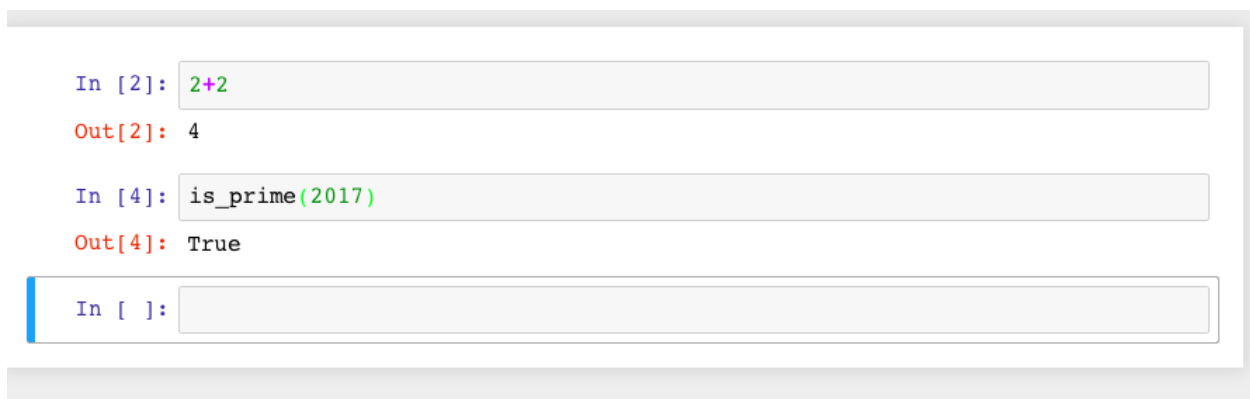 In [2]: 2+2
Out[2]: 4
In [4]: is_prime(2017)
Out[4]: True
In [ ]: